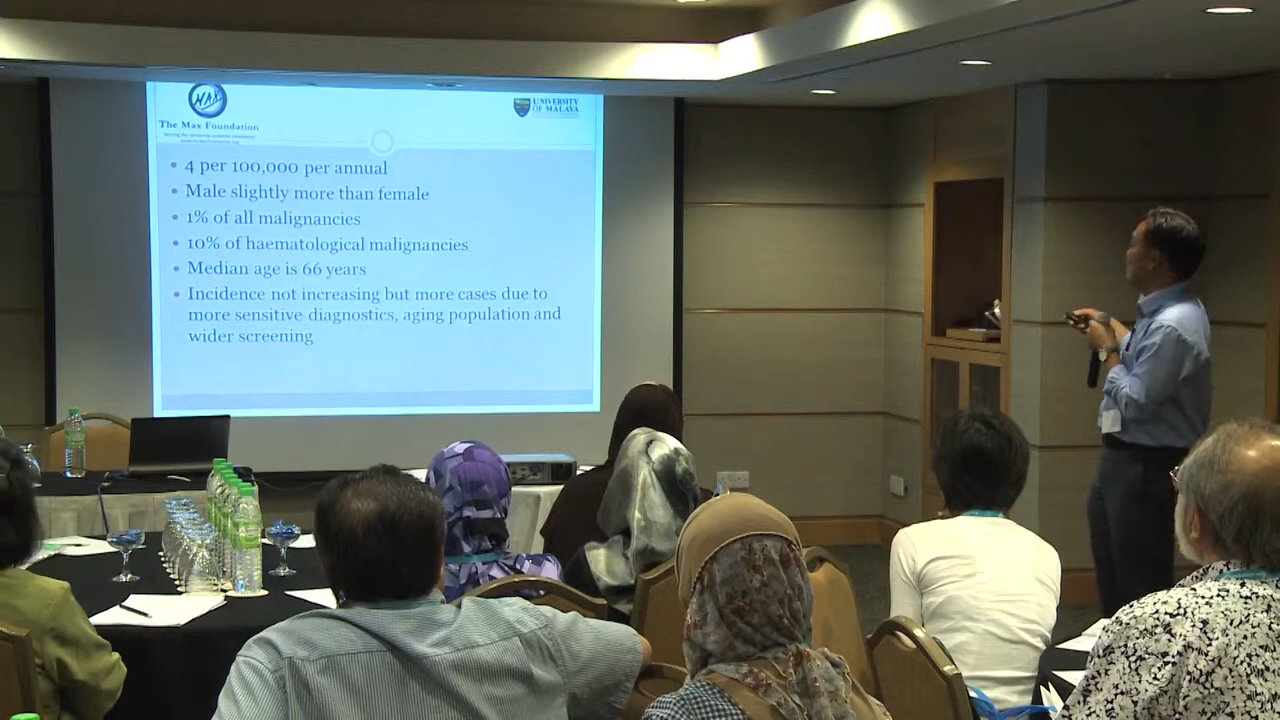 MAX
The Max Foundation
UNIVERSITY
OF MALAYA
4 per 100,000 per annual
Male slightly more than female
1% of all malignancies
10% of haematological malignancies
Median age is 66 years
Incidence not increasing but more cases due to
more sensitive diagnostics, aging population and
wider screening